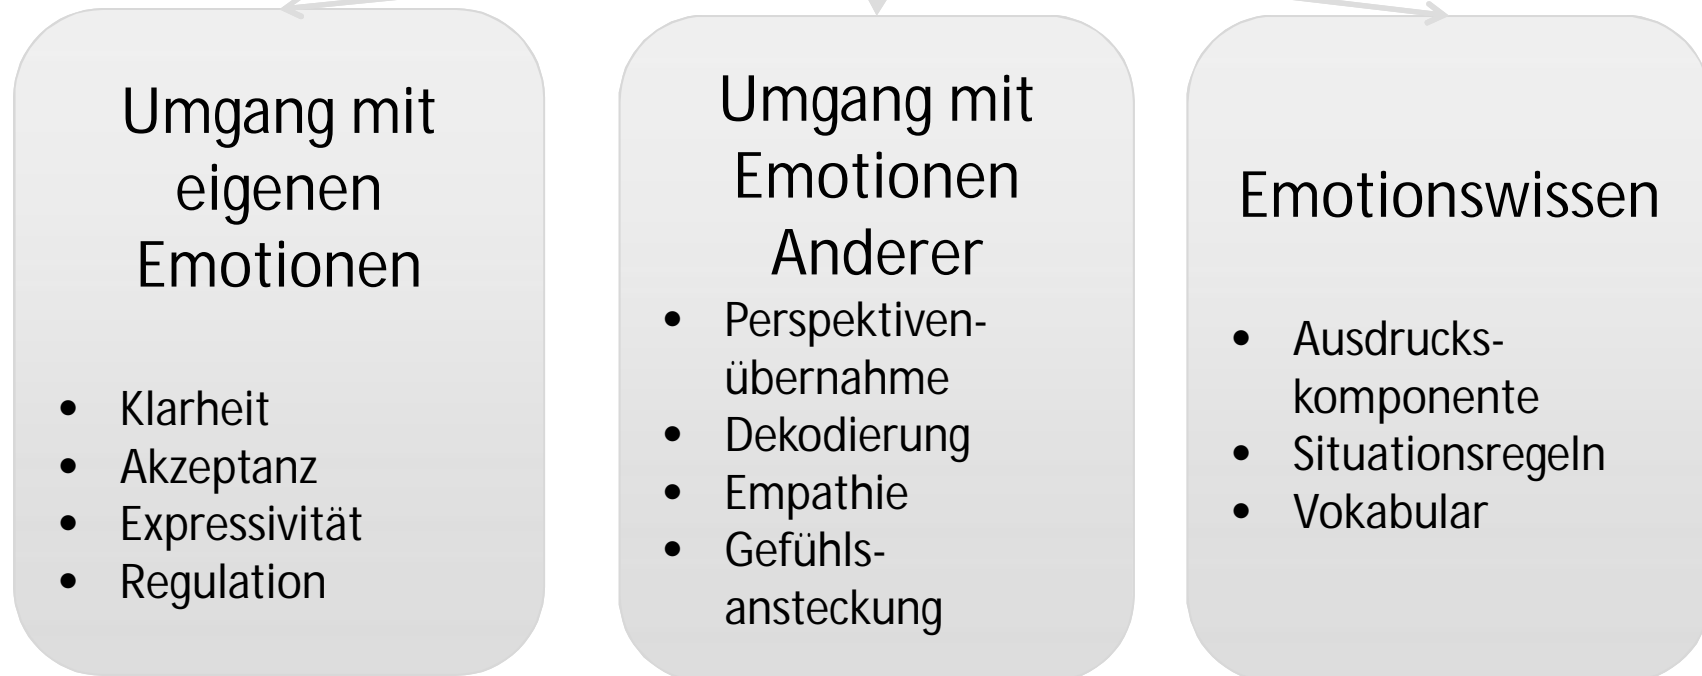 Umgang mit
eigenen
Emotionen
• Klarheit
• Akzeptanz
• Expressivität
• Regulation
Umgang mit
Emotionen
Anderer
• Perspektiven-
übernahme
• Dekodierung
• Empathie
• Gefühls-
ansteckung
Emotionswissen
• Ausdrucks-
komponente
• Situationsregeln
• Vokabular